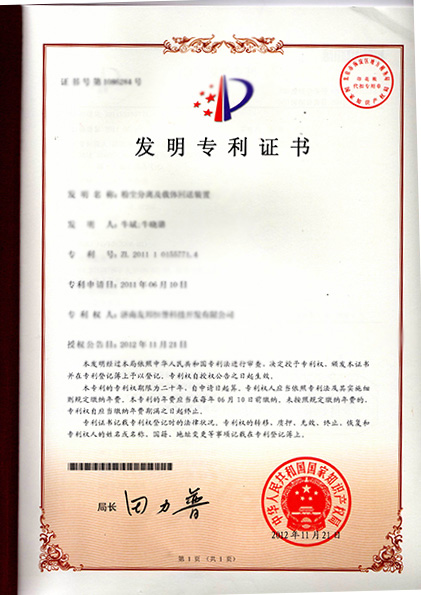 证书号第1086284号
发明专利证书
发明名称：粉尘分离及载体回送装置
发明人：牛斌;牛晓璐
专利号：ZL 2011 1 0155771.4
专利申请日：2011年06月10日
专利权人：
授权公告日：2012年11月21日
本发明经过本局依照中华人民共和国专利法进行审查，决定授予专利权，颁发本证书
并在专利登记簿上予以登记。专利权自授权公告之日起生效。
本专利的专利权期限为二十年，自申请日起算。专利权人应当依照专利法及其实施细
则规定缴纳年费。本专利的年费应当在每年06月10日前缴纳。未按照规定缴纳年费的，
专利权自应当缴纳年费期满之日起终止。
专利证书记载专利权登记时的法律状况。专利权的转移、质押、无效、终止、恢复和
专利权人的姓名或名称、国籍、地址变更等事项记载在专利登记簿上。
局长 田力普
中华人民共和国国家知识产权局
2012年11月21日
第1页（共1页）